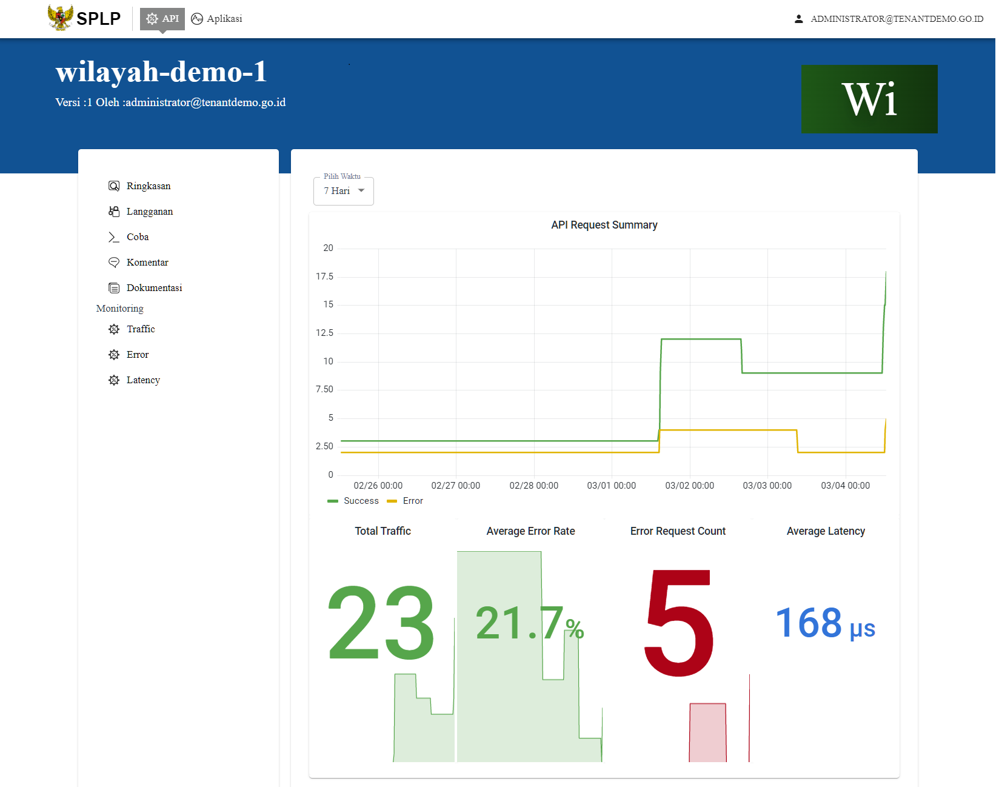 SPLP
API
Aplikasi
ADMINISTRATOR@TENANTDEMO.GO.ID
wilayah-demo-1
Versi :1 Oleh :administrator@tenantdemo.go.id
Wi
Ringkasan
Langganan
Coba
Komentar
Dokumentasi
Monitoring
Traffic
Error
Latency
Pilih Waktu
7 Hari
API Request Summary
20
17.5
15
12.5
10
7.50
5
2.50
0
02/26 00:00 02/27 00:00 02/28 00:00 03/01 00:00 03/02 00:00 03/03 00:00 03/04 00:00
Success Error
Total Traffic
23
Average Error Rate
21.7%
Error Request Count
5
Average Latency
168 µs